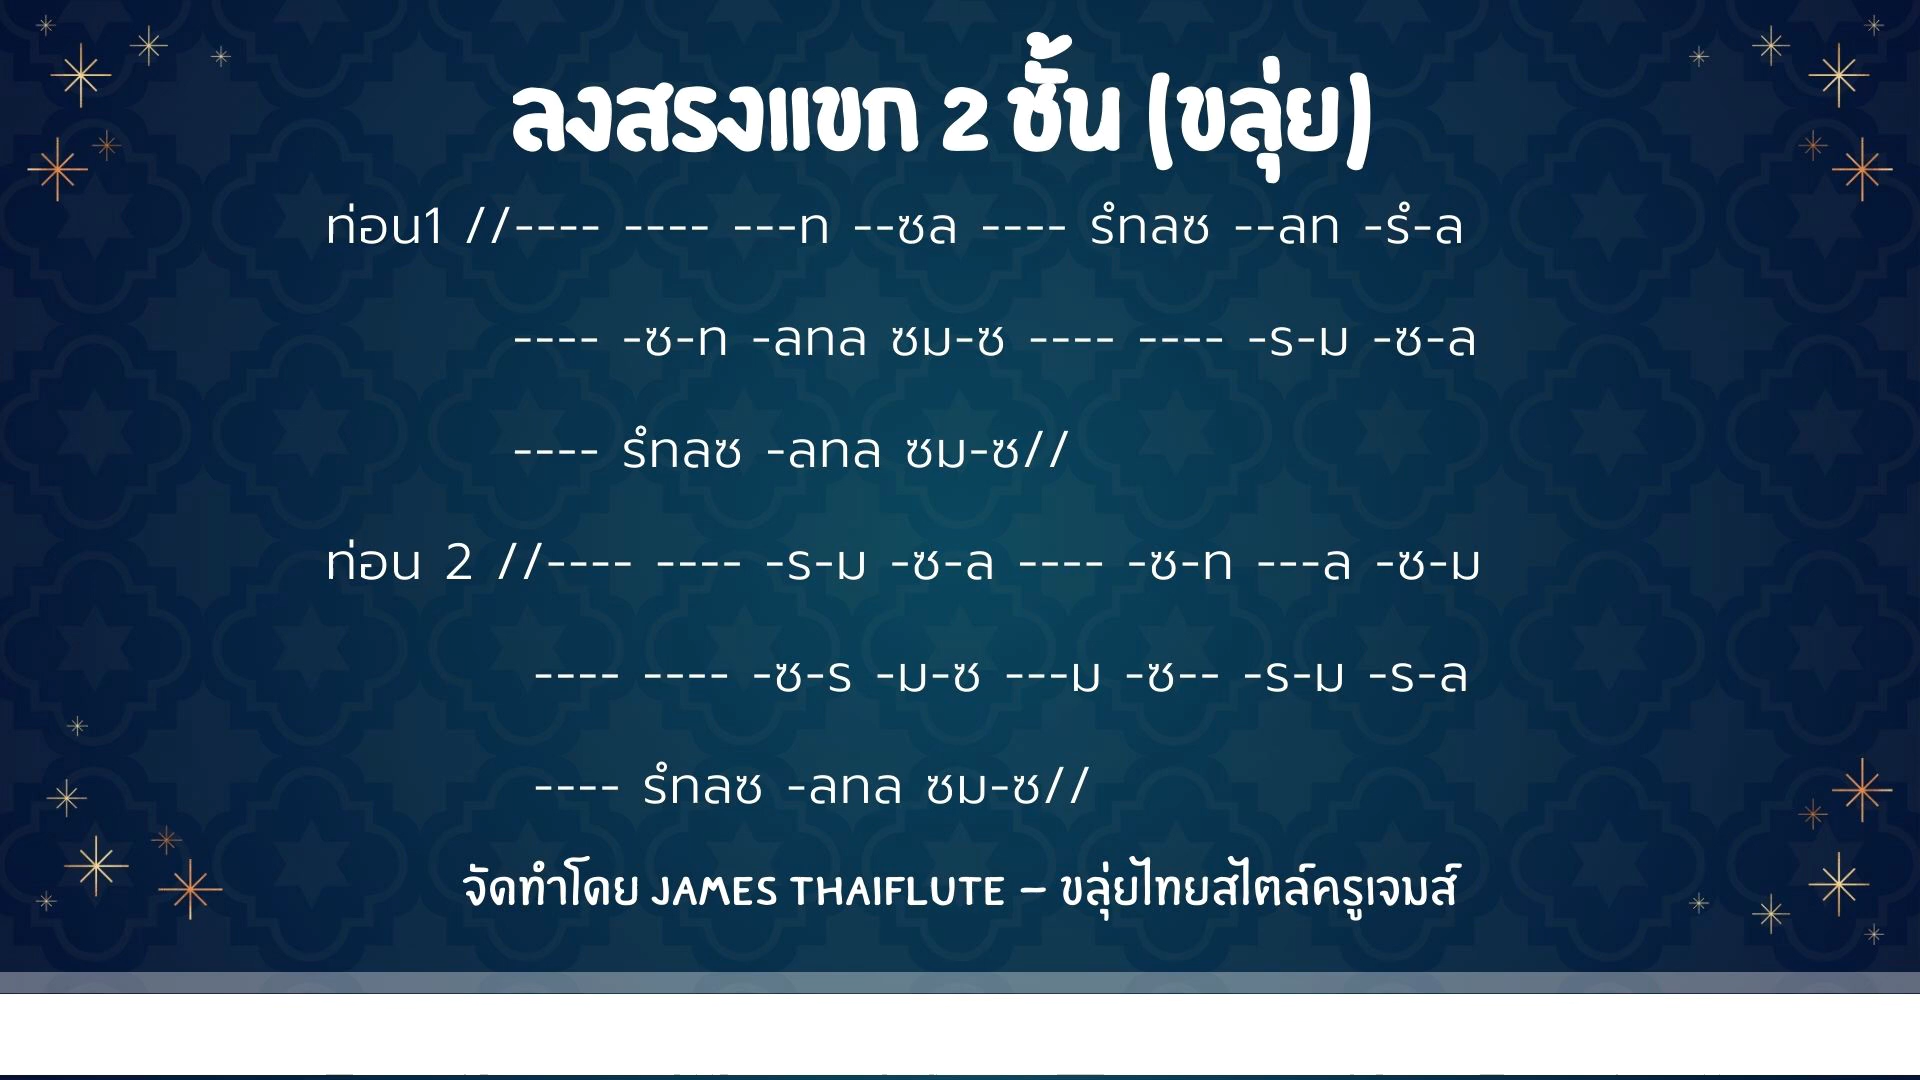 ลงสรงแขก 2 ชั้น (ขลุ่ย)
ท่อน1 //---- ---- ---ท --ซล ---- รํทลซ --ลท -รํ-ล
---- -ซ-ท -ลทล ซม-ซ ---- ---- -ร-ม -ซ-ล
---- รํทลซ -ลทล ซม-ซ//
ท่อน 2 //---- ---- -ร-ม -ซ-ล ---- -ซ-ท ---ล -ซ-ม
---- ---- -ซ-ร -ม-ซ ---ม -ซ-- -ร-ม -ร-ล
---- รํทลซ -ลทล ซม-ซ//
จัดทำโดย JAMES THAIFLUTE – ขลุ่ยไทยสไตล์ครูเจมส์